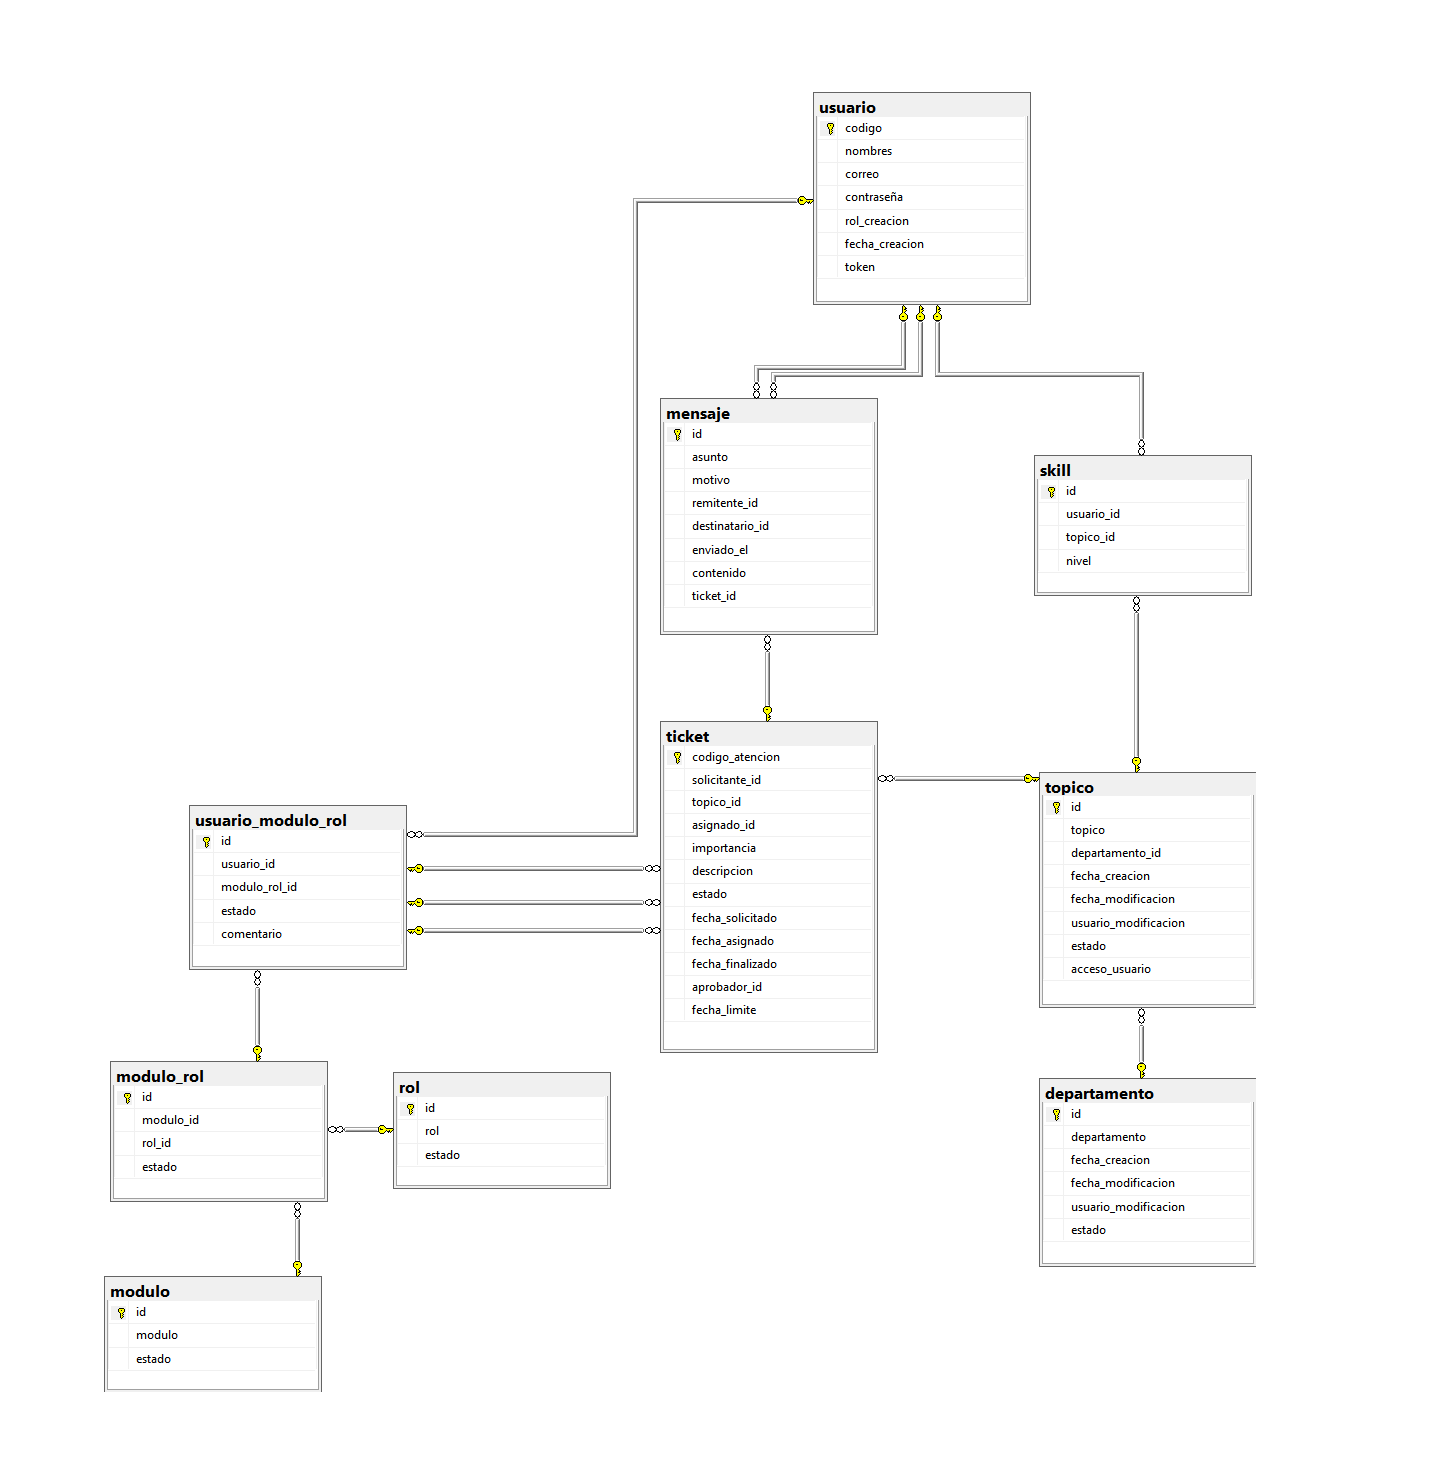 usuario
codigo
nombres
correo
contraseña
rol_creacion
fecha_creacion
token
mensaje
id
asunto
motivo
remitente_id
destinatario_id
enviado_el
contenido
ticket_id
skill
id
usuario_id
topico_id
nivel
ticket
codigo_atencion
solicitante_id
topico_id
asignado_id
importancia
descripcion
estado
fecha_solicitado
fecha_asignado
fecha_finalizado
aprobador_id
fecha_limite
topico
id
topico
departamento_id
fecha_creacion
fecha_modificacion
usuario_modificacion
estado
acceso_usuario
usuario_modulo_rol
id
usuario_id
modulo_rol_id
estado
comentario
modulo_rol
id
modulo_id
rol_id
estado
rol
id
rol
estado
departamento
id
departamento
fecha_creacion
fecha_modificacion
usuario_modificacion
estado
modulo
id
modulo
estado